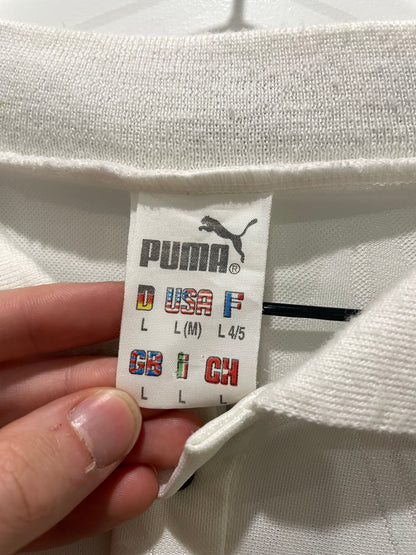 PUMA®
D USA F
L L(M) L 4/5
GB i CH
L L L